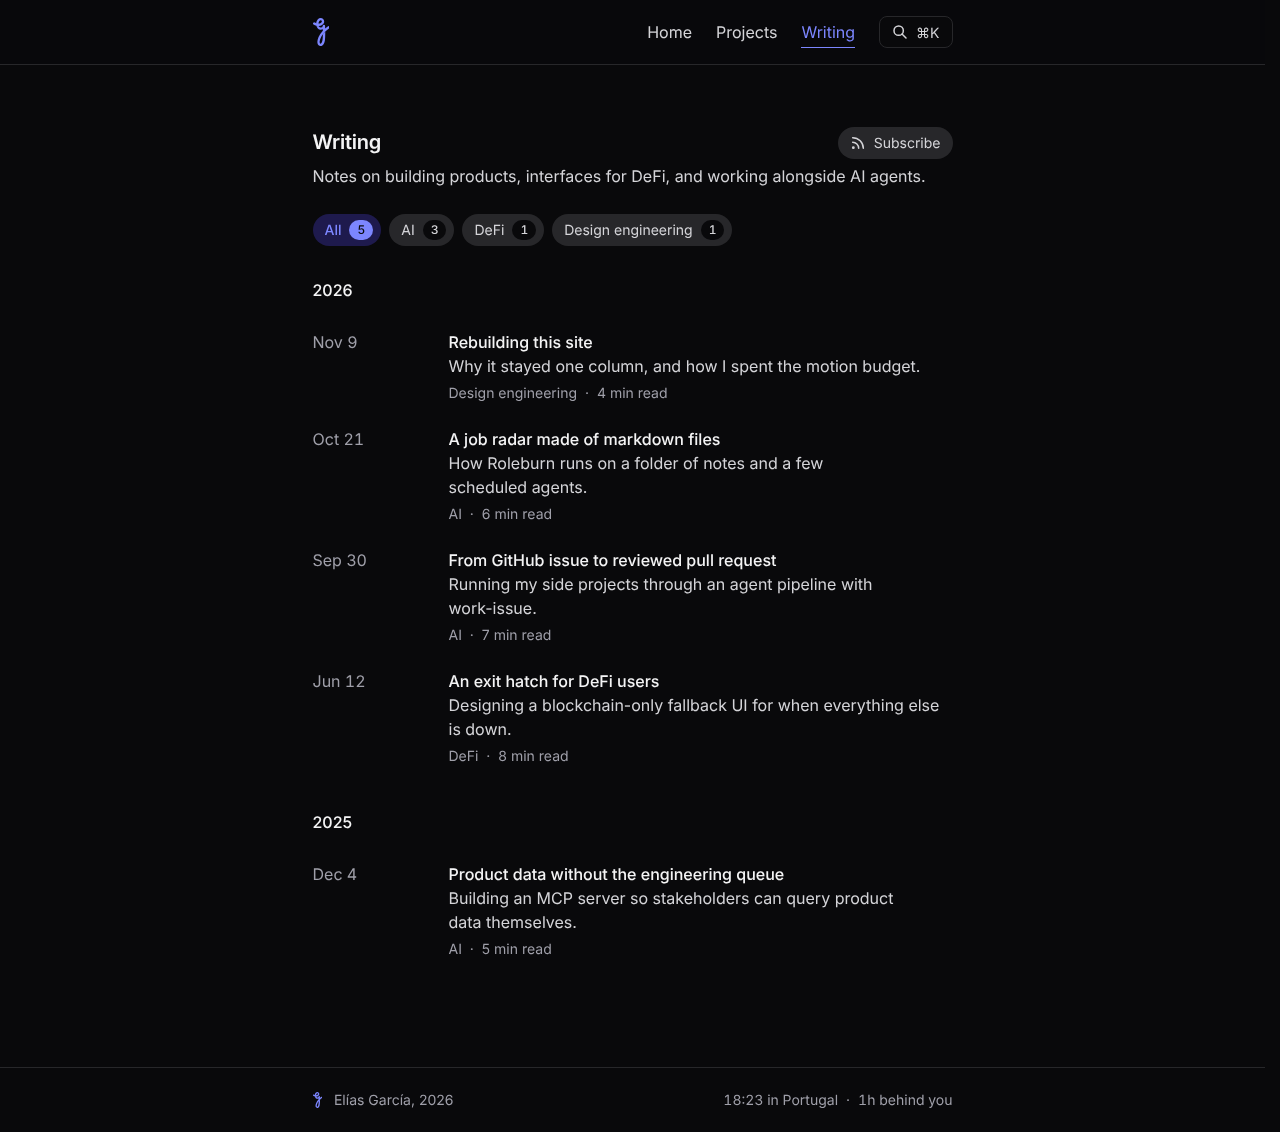 Home Projects Writing ⌘K
Writing
Subscribe
Notes on building products, interfaces for DeFi, and working alongside AI agents.
All 5 AI 3 DeFi 1 Design engineering 1
2026
Nov 9
Rebuilding this site
Why it stayed one column, and how I spent the motion budget.
Design engineering · 4 min read
Oct 21
A job radar made of markdown files
How Roleburn runs on a folder of notes and a few
scheduled agents.
AI · 6 min read
Sep 30
From GitHub issue to reviewed pull request
Running my side projects through an agent pipeline with
work-issue.
AI · 7 min read
Jun 12
An exit hatch for DeFi users
Designing a blockchain-only fallback UI for when everything else
is down.
DeFi · 8 min read
2025
Dec 4
Product data without the engineering queue
Building an MCP server so stakeholders can query product
data themselves.
AI · 5 min read
Elías García, 2026
18:23 in Portugal · 1h behind you